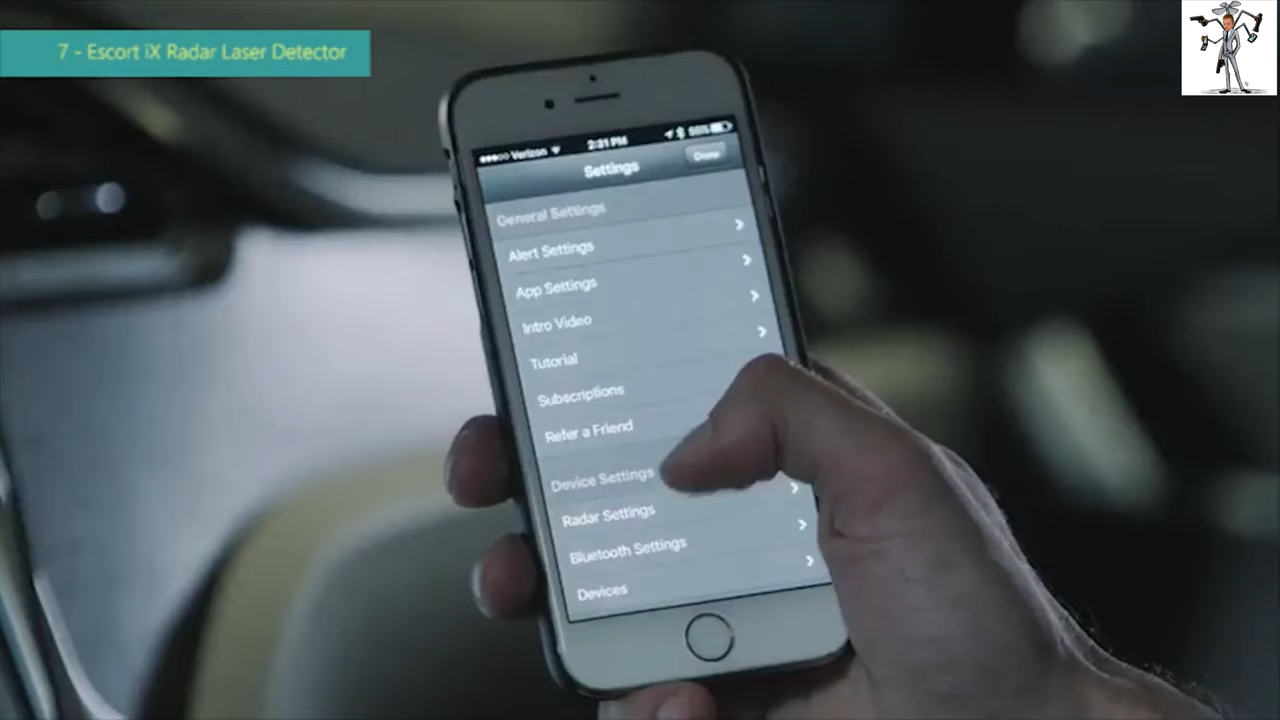 7 - Escort iX Radar Laser Detector
Verizon 2:31 PM
Settings
Done
General Settings
Alert Settings
App Settings
Intro Video
Tutorial
Subscriptions
Refer a Friend
Device Settings
Radar Settings
Bluetooth Settings
Devices